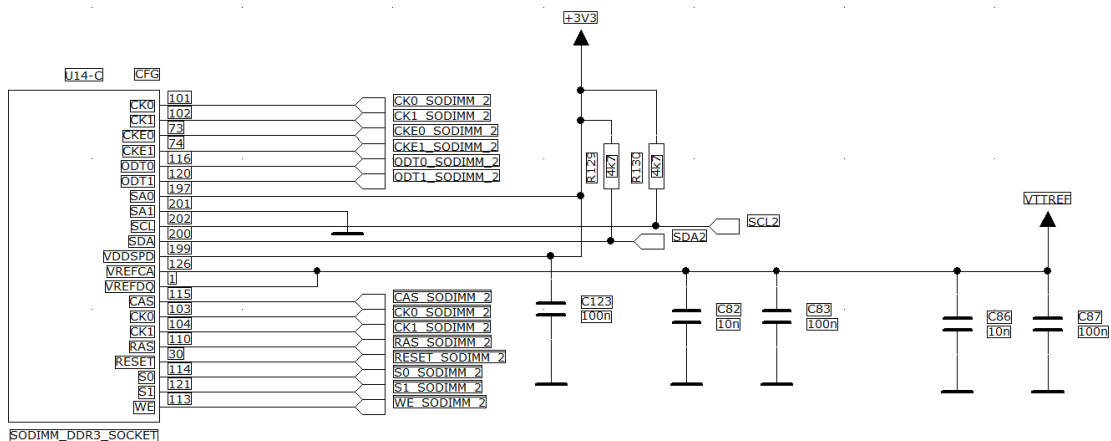 +3V3
U14-C CFG
CK0 101 CK0_SODIMM_2
CK1 102 CK1_SODIMM_2
CKE0 73 CKE0_SODIMM_2
CKE1 74 CKE1_SODIMM_2
ODT0 116 ODT0_SODIMM_2
ODT1 120 ODT1_SODIMM_2
R129 4k7 R130 4k7
SA0 197
SA1 201
SCL 202 SCL2
SDA 200 SDA2
VTTREF
VDDSPD 199
VREFCA 126
VREFDQ 1
CAS 115 CAS_SODIMM_2
CK0 103 CK0_SODIMM_2
CK1 104 CK1_SODIMM_2
RAS 110 RAS_SODIMM_2
RESET 30 RESET_SODIMM_2
S0 114 S0_SODIMM_2
S1 121 S1_SODIMM_2
WE 113 WE_SODIMM_2
C123 C82 C83 C86 C87
100n 10n 100n 10n 100n
SODIMM_DDR3_SOCKET